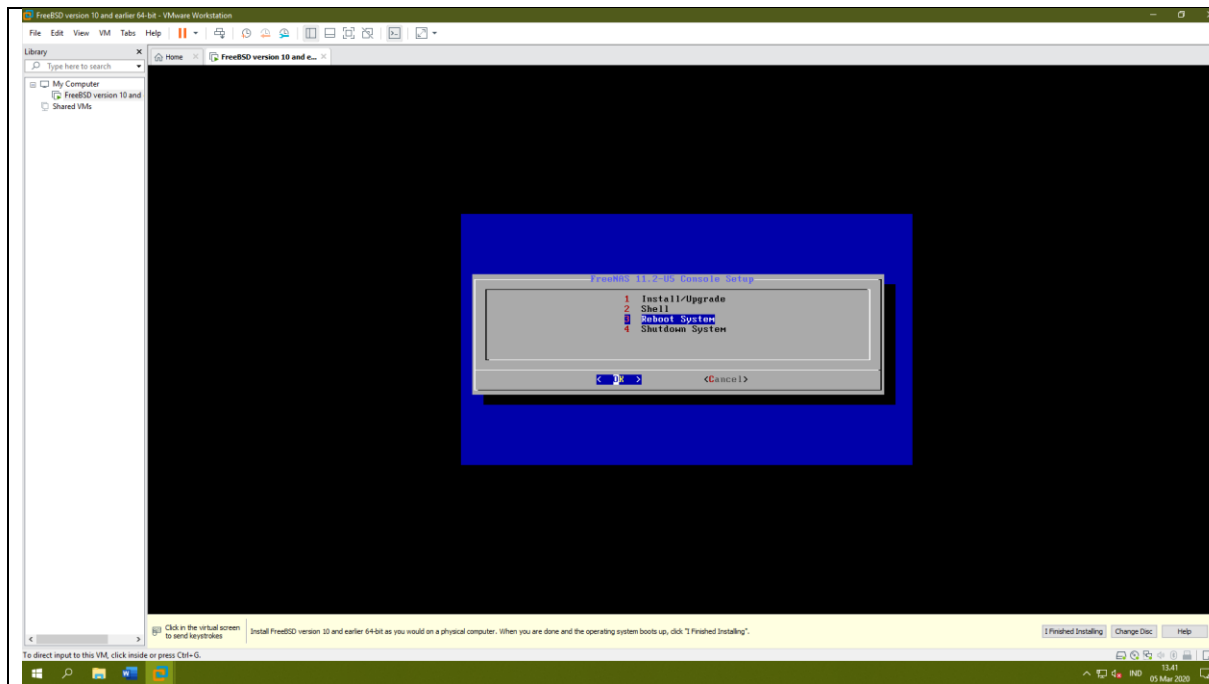 FreeBSD version 10 and earlier 64-bit - VMware Workstation
File Edit View VM Tabs Help
Library
Type here to search
My Computer
FreeBSD version 10 and
Shared VMs
Home
FreeBSD version 10 and e...
FreeNAS 11.2-U5 Console Setup
1 Install/Upgrade
2 Shell
3 Reboot System
4 Shutdown System
< OK > <Cancel>
Click in the virtual screen
to send keystrokes
Install FreeBSD version 10 and earlier 64-bit as you would on a physical computer. When you are done and the operating system boots up, click "I Finished Installing".
I Finished Installing
Change Disc
Help
To direct input to this VM, click inside or press Ctrl+G.
IND
13.41
05 Mar 2020